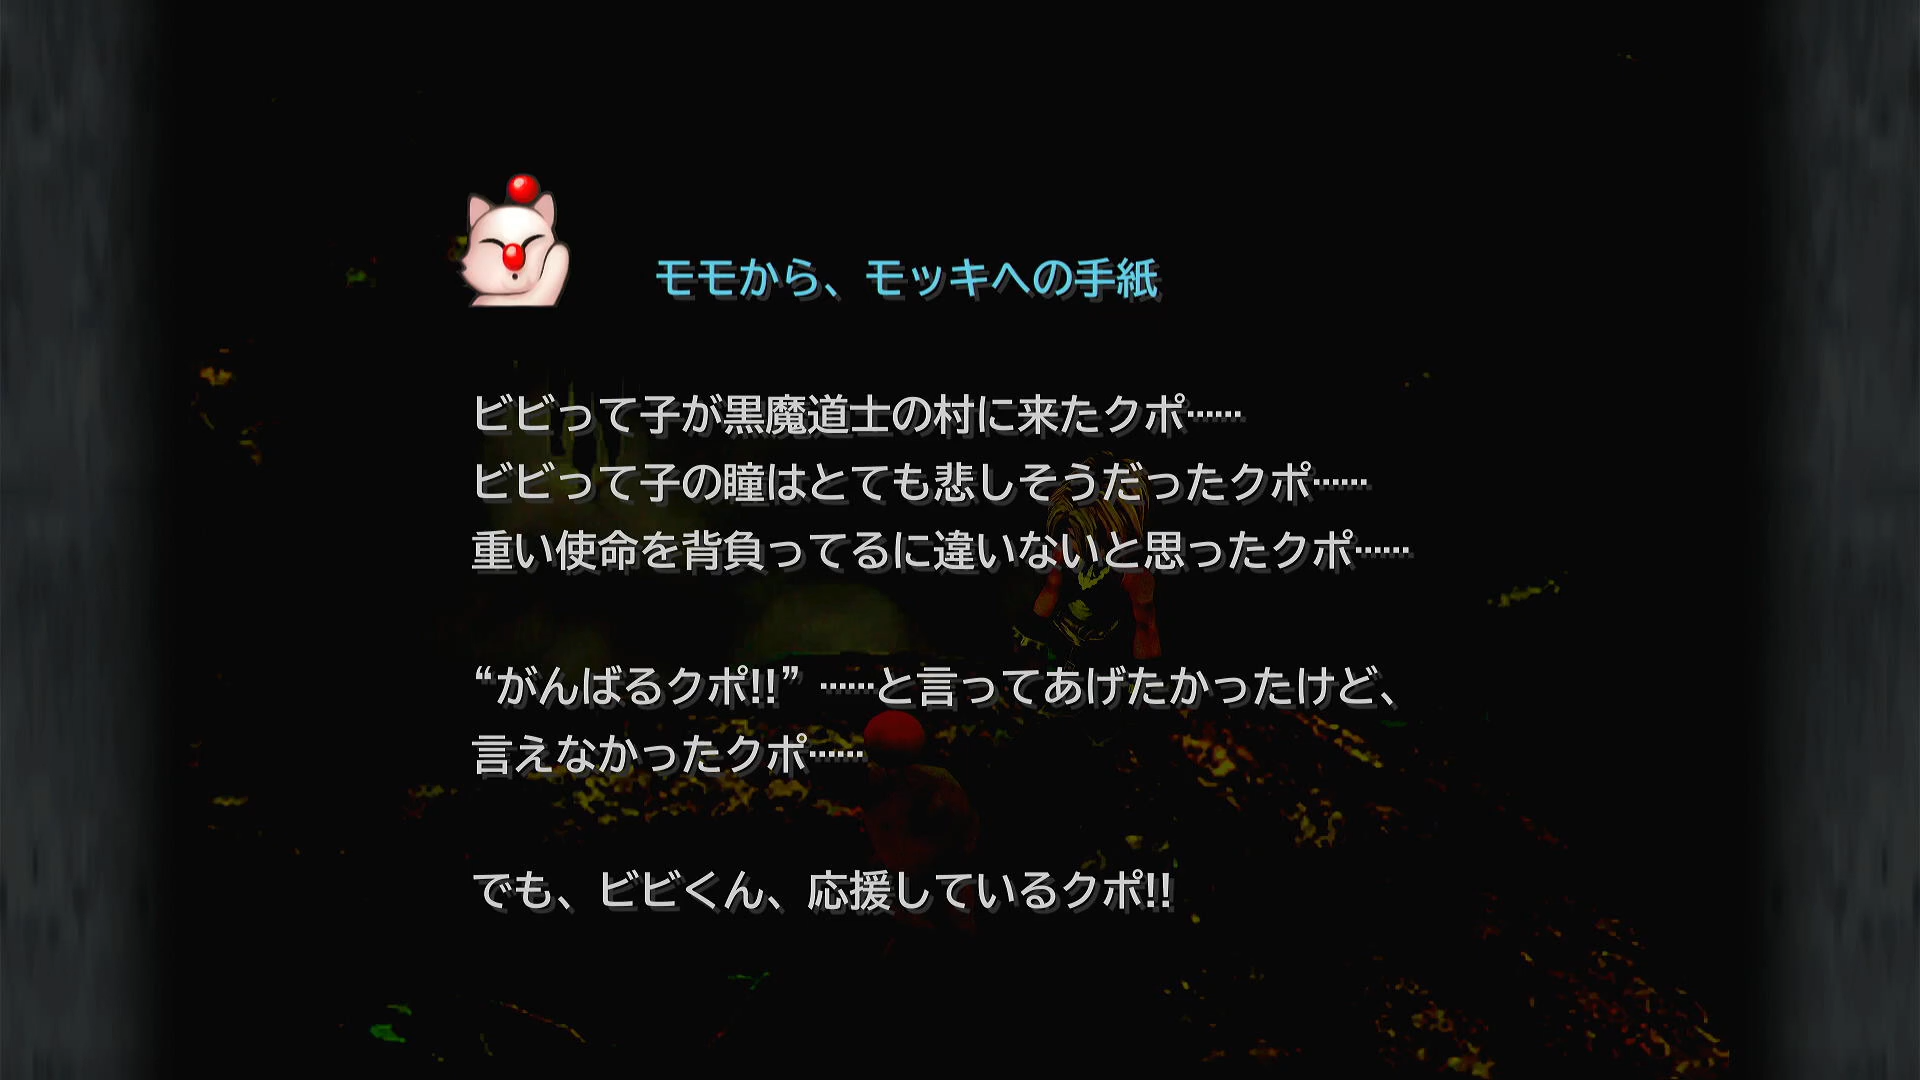 モモから、モッキへの手紙
ビビって子が黒魔道士の村に来たクポ……
ビビって子の瞳はとても悲しそうだったクポ……
重い使命を背負ってるに違いないと思ったクポ……
“がんばるクポ!!” ……と言ってあげたかったけど、
言えなかったクポ……
でも、ビビくん、応援しているクポ!!